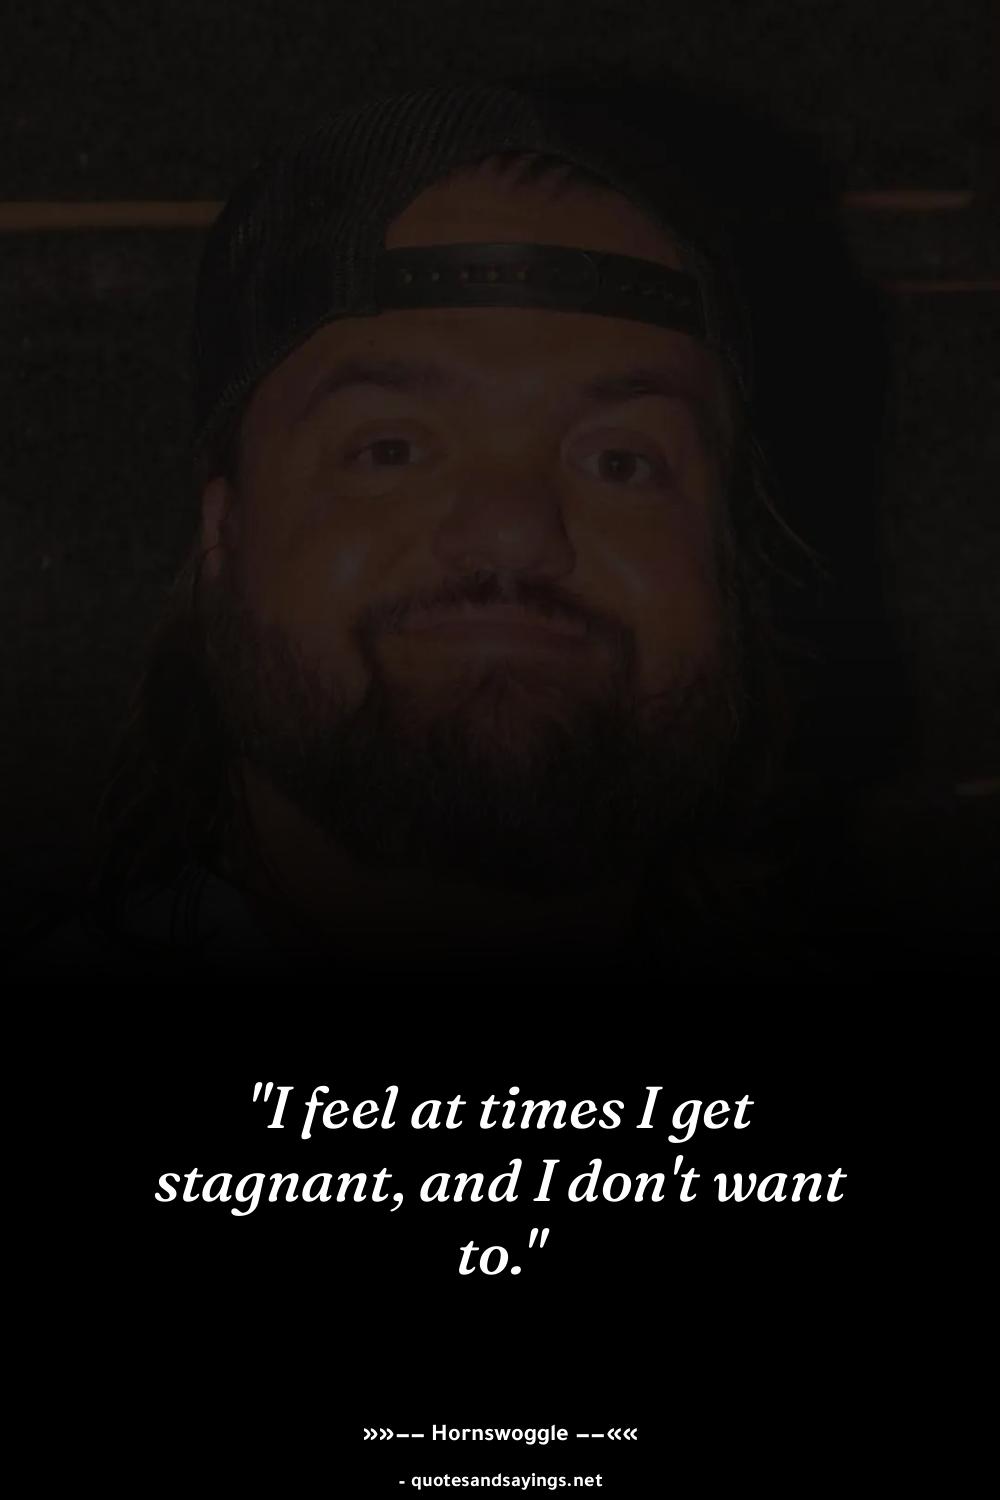 "I feel at times I get
stagnant, and I don't want
to."
»»−− Hornswoggle −−««
- quotesandsayings.net